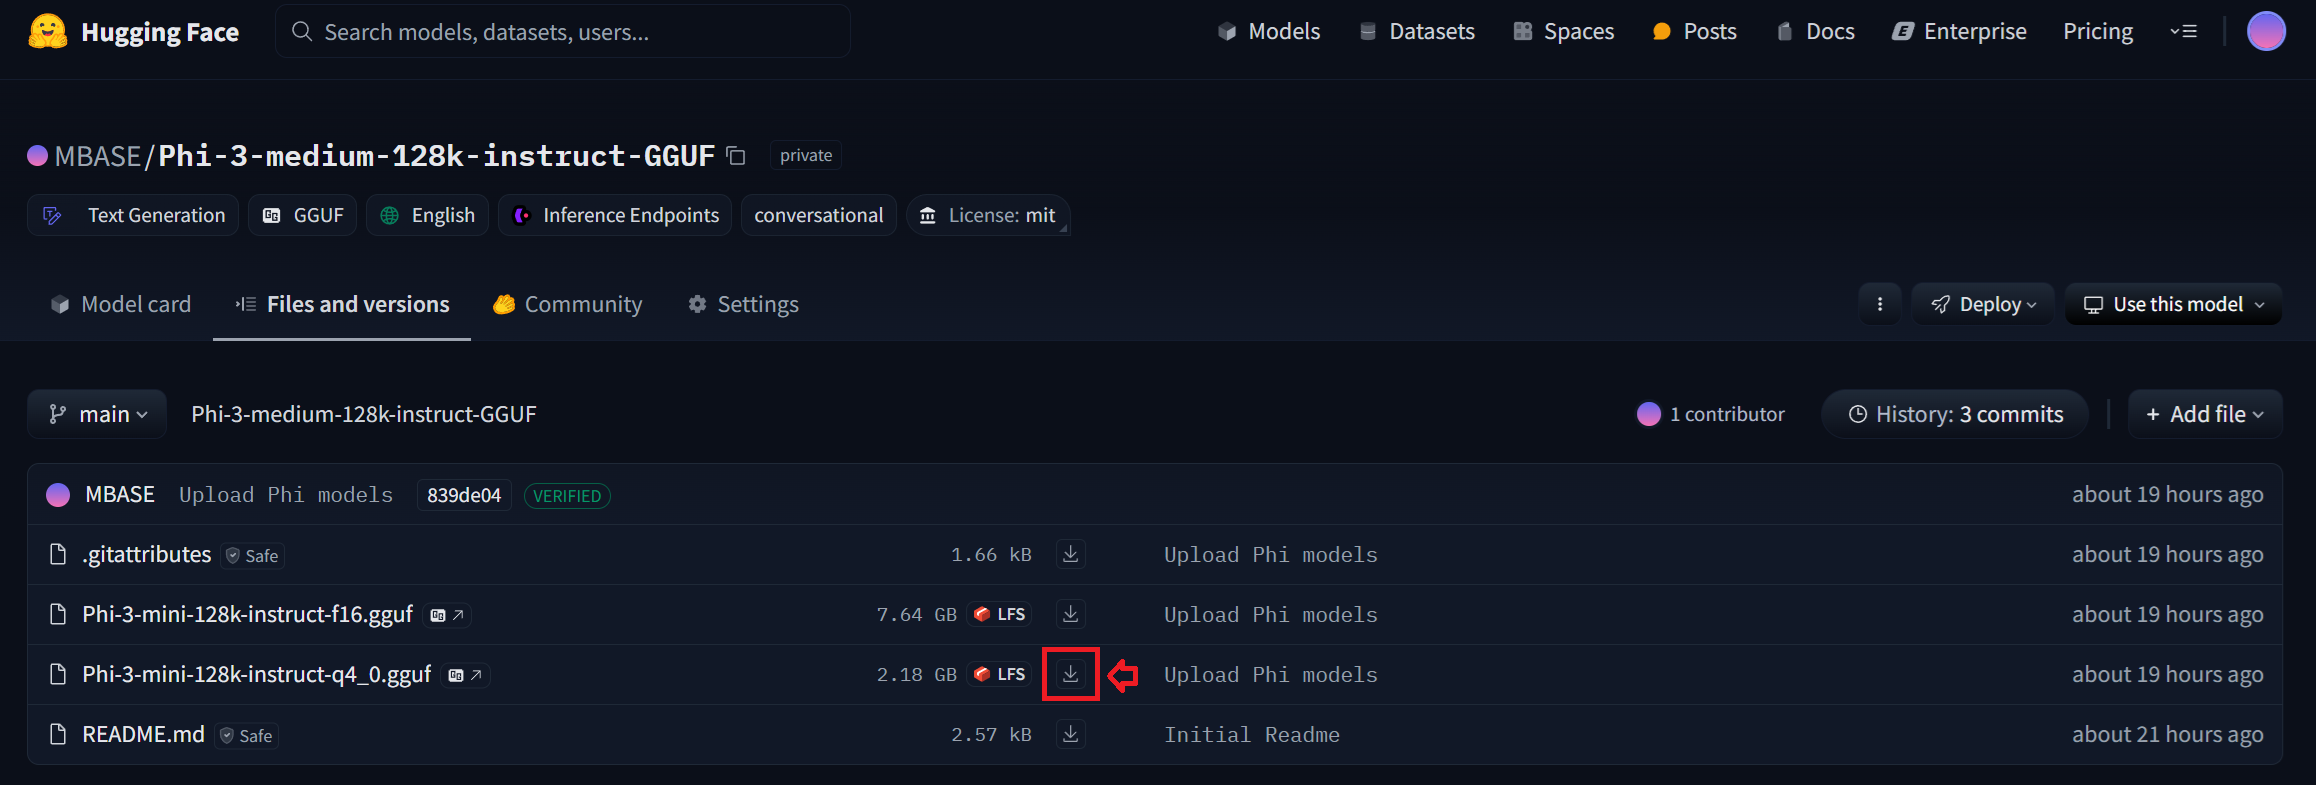 Hugging Face
Search models, datasets, users...
Models
Datasets
Spaces
Posts
Docs
Enterprise
Pricing
MBASE/Phi-3-medium-128k-instruct-GGUF
private
Text Generation
GGUF
English
Inference Endpoints
conversational
License: mit
Model card
Files and versions
Community
Settings
Deploy
Use this model
main
Phi-3-medium-128k-instruct-GGUF
1 contributor
History: 3 commits
+ Add file
MBASE Upload Phi models 839de04 VERIFIED about 19 hours ago
.gitattributes Safe 1.66 kB Upload Phi models about 19 hours ago
Phi-3-mini-128k-instruct-f16.gguf 7.64 GB LFS Upload Phi models about 19 hours ago
Phi-3-mini-128k-instruct-q4_0.gguf 2.18 GB LFS Upload Phi models about 19 hours ago
README.md Safe 2.57 kB Initial Readme about 21 hours ago